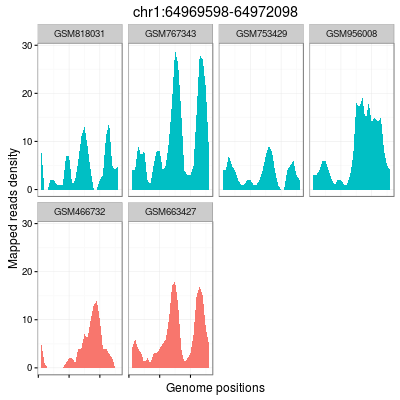 chr1:64969598-64972098
GSM818031 GSM767343 GSM753429 GSM956008
30
20
10
0
GSM466732 GSM663427
30
20
10
0
Mapped reads density
Genome positions